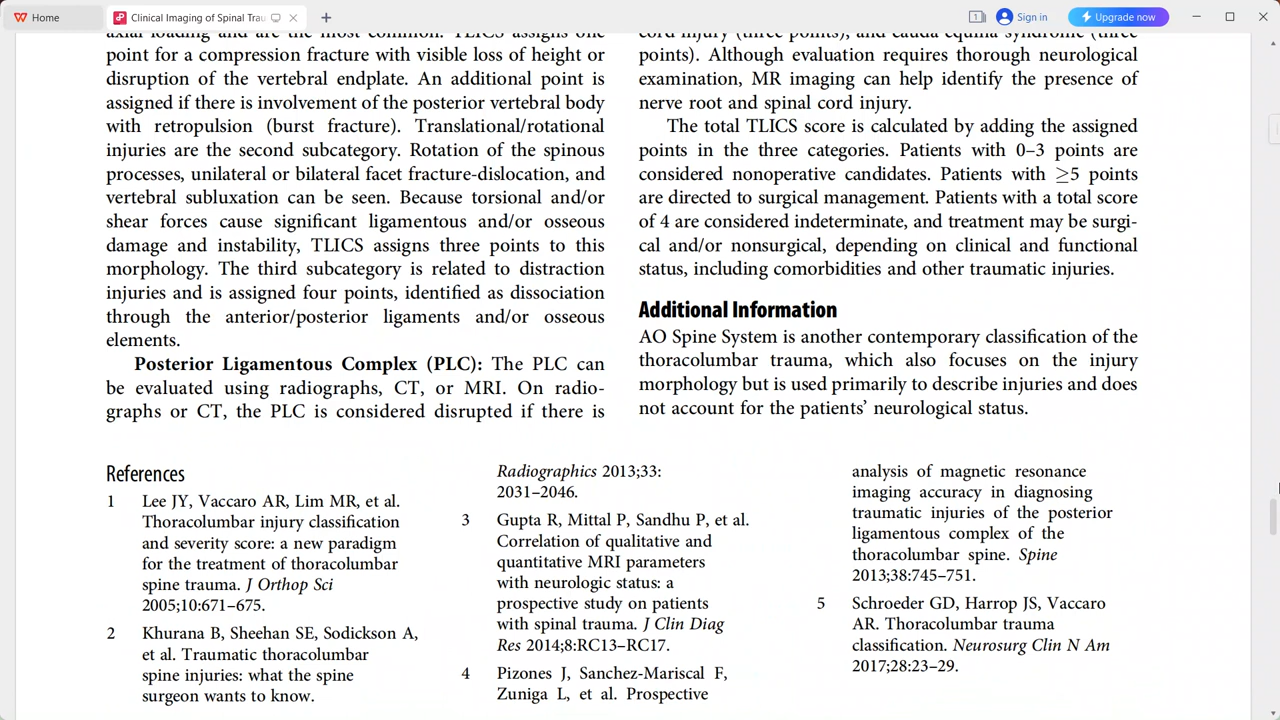 Home
Clinical Imaging of Spinal Trau
Sign in
Upgrade now
axial loading and are the most common. TLICS assigns one
point for a compression fracture with visible loss of height or
disruption of the vertebral endplate. An additional point is
assigned if there is involvement of the posterior vertebral body
with retropulsion (burst fracture). Translational/rotational
injuries are the second subcategory. Rotation of the spinous
processes, unilateral or bilateral facet fracture-dislocation, and
vertebral subluxation can be seen. Because torsional and/or
shear forces cause significant ligamentous and/or osseous
damage and instability, TLICS assigns three points to this
morphology. The third subcategory is related to distraction
injuries and is assigned four points, identified as dissociation
through the anterior/posterior ligaments and/or osseous
elements.
Posterior Ligamentous Complex (PLC): The PLC can
be evaluated using radiographs, CT, or MRI. On radio-
graphs or CT, the PLC is considered disrupted if there is
cord injury (three points), and cauda equina syndrome (three
points). Although evaluation requires thorough neurological
examination, MR imaging can help identify the presence of
nerve root and spinal cord injury.
The total TLICS score is calculated by adding the assigned
points in the three categories. Patients with 0–3 points are
considered nonoperative candidates. Patients with ≥5 points
are directed to surgical management. Patients with a total score
of 4 are considered indeterminate, and treatment may be surgi-
cal and/or nonsurgical, depending on clinical and functional
status, including comorbidities and other traumatic injuries.
Additional Information
AO Spine System is another contemporary classification of the
thoracolumbar trauma, which also focuses on the injury
morphology but is used primarily to describe injuries and does
not account for the patients’ neurological status.
References
1 Lee JY, Vaccaro AR, Lim MR, et al.
Thoracolumbar injury classification
and severity score: a new paradigm
for the treatment of thoracolumbar
spine trauma. J Orthop Sci
2005;10:671–675.
2 Khurana B, Sheehan SE, Sodickson A,
et al. Traumatic thoracolumbar
spine injuries: what the spine
surgeon wants to know.
Radiographics 2013;33:
2031–2046.
3 Gupta R, Mittal P, Sandhu P, et al.
Correlation of qualitative and
quantitative MRI parameters
with neurologic status: a
prospective study on patients
with spinal trauma. J Clin Diag
Res 2014;8:RC13–RC17.
4 Pizones J, Sanchez-Mariscal F,
Zuniga L, et al. Prospective
analysis of magnetic resonance
imaging accuracy in diagnosing
traumatic injuries of the posterior
ligamentous complex of the
thoracolumbar spine. Spine
2013;38:745–751.
5 Schroeder GD, Harrop JS, Vaccaro
AR. Thoracolumbar trauma
classification. Neurosurg Clin N Am
2017;28:23–29.